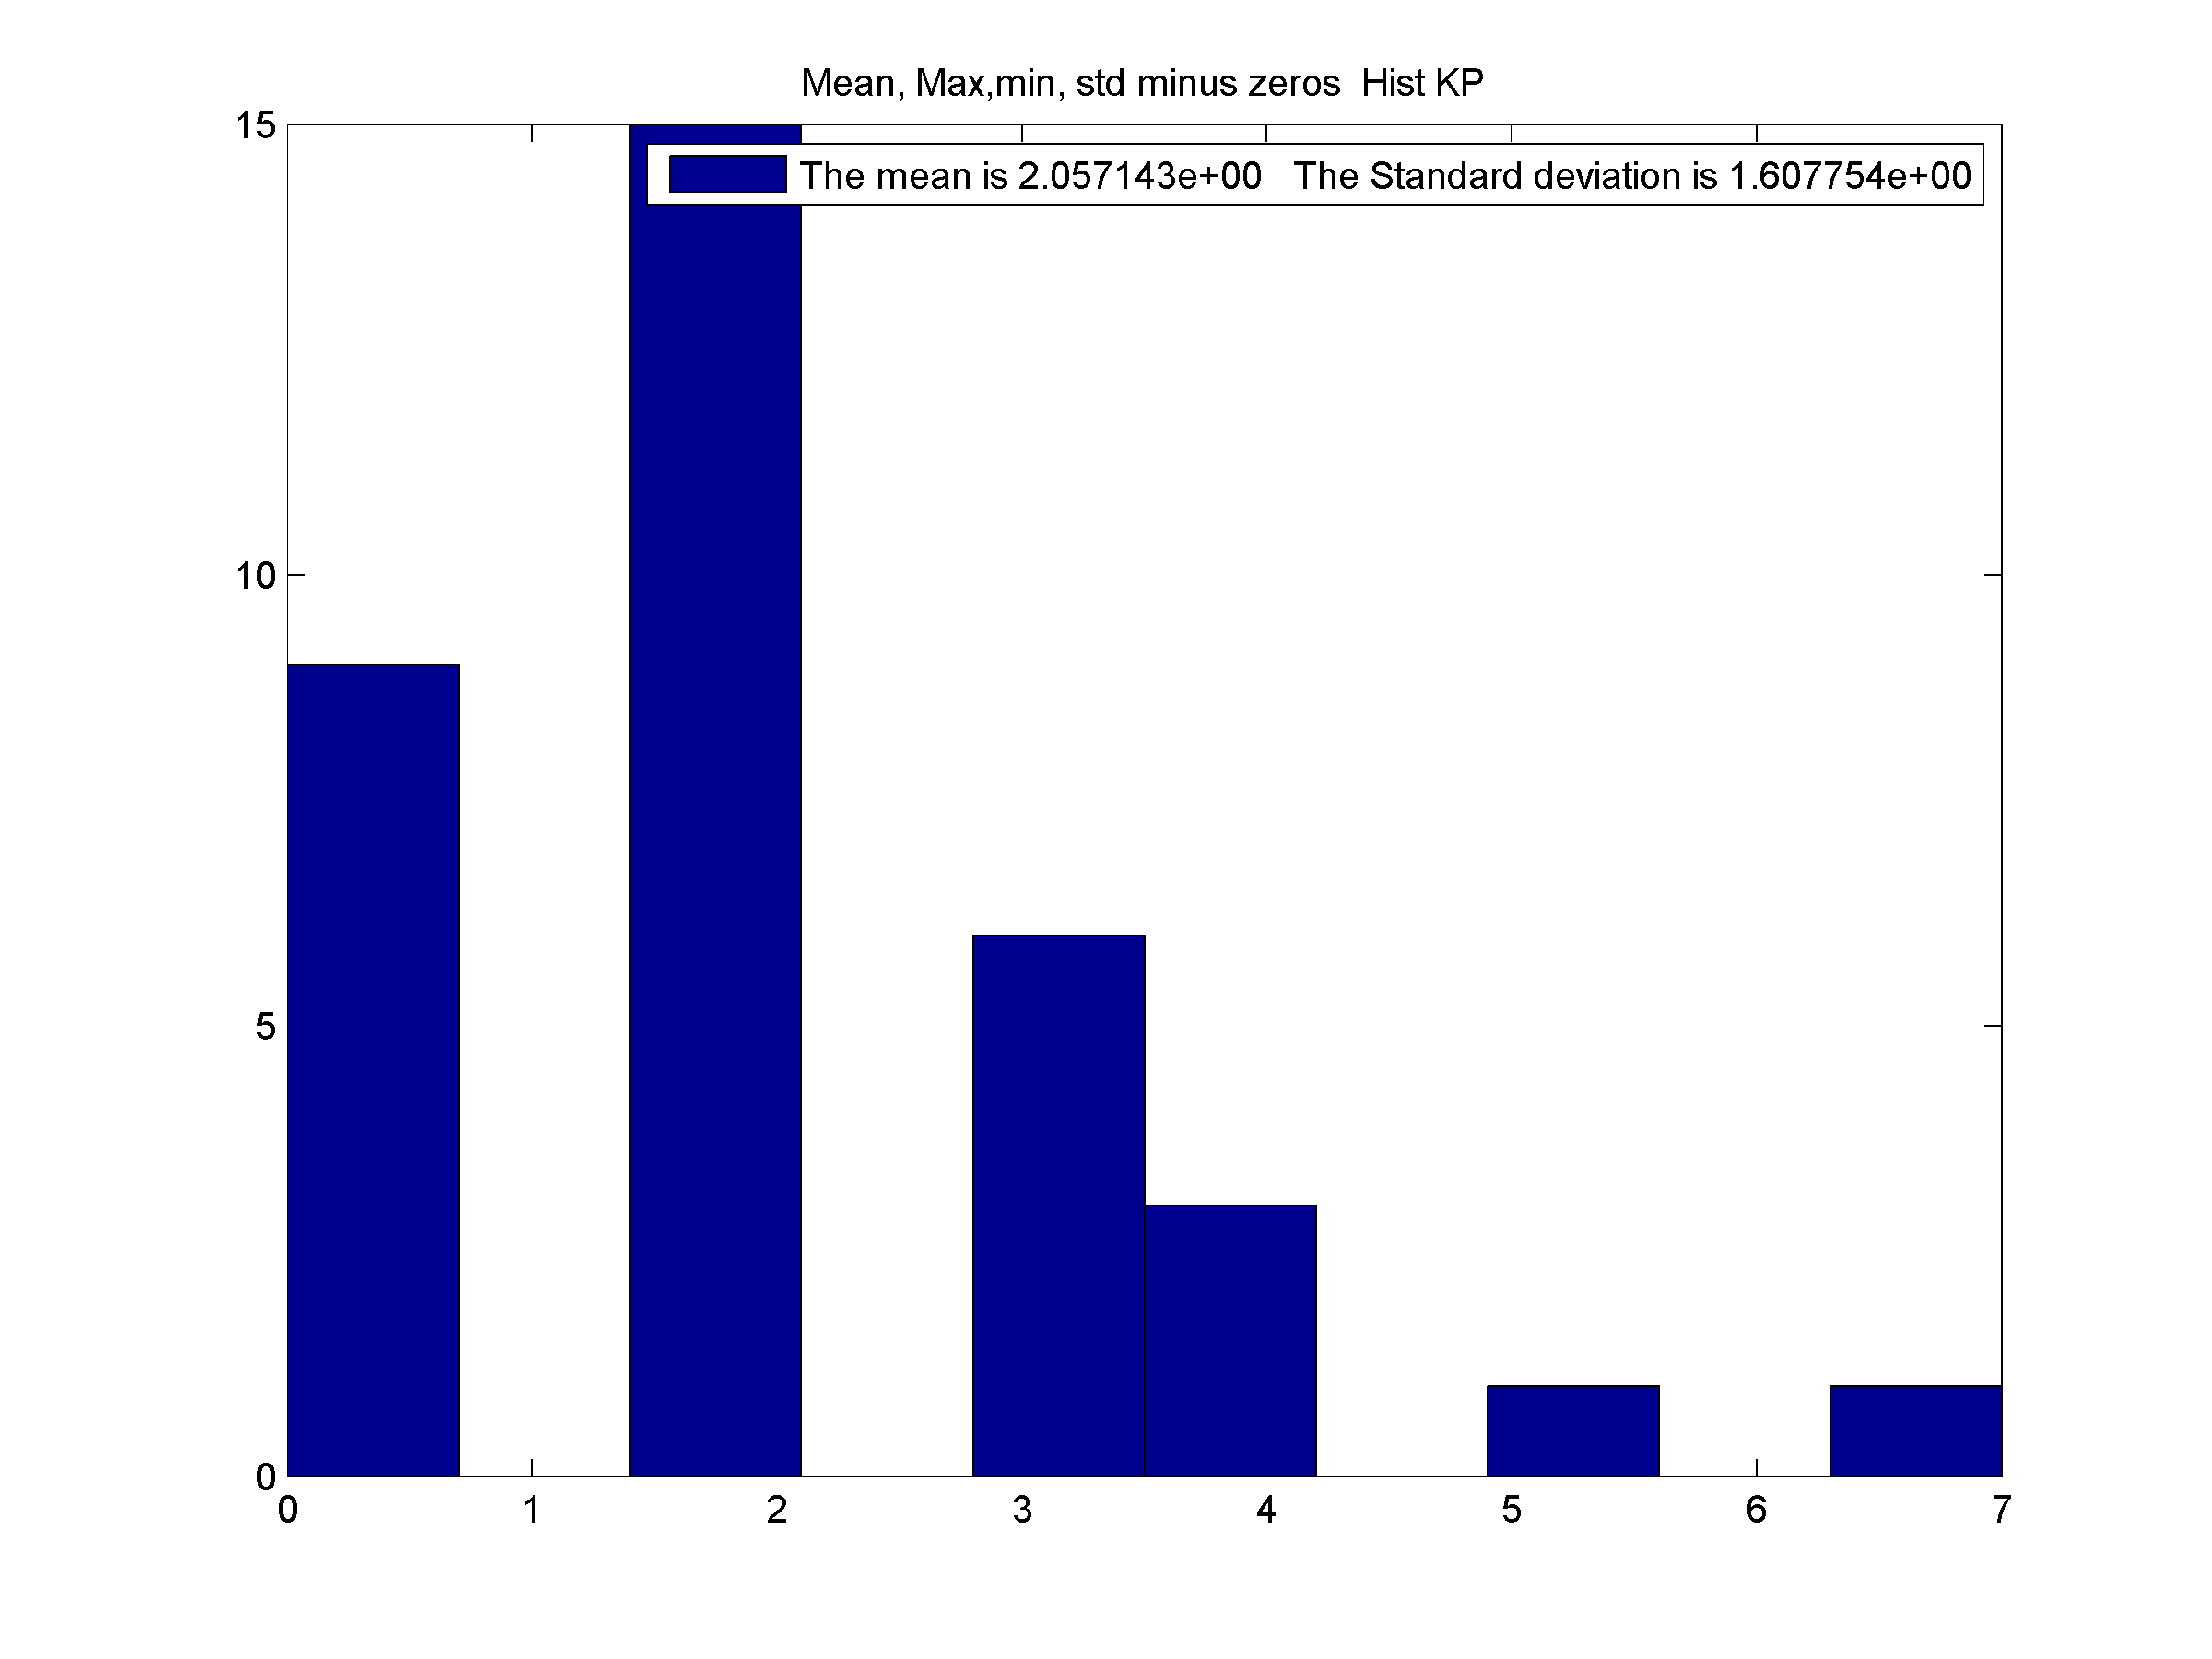 Mean, Max,min, std minus zeros  Hist KP
The mean is 2.057143e+00   The Standard deviation is 1.607754e+00
15
10
5
0
0 1 2 3 4 5 6 7